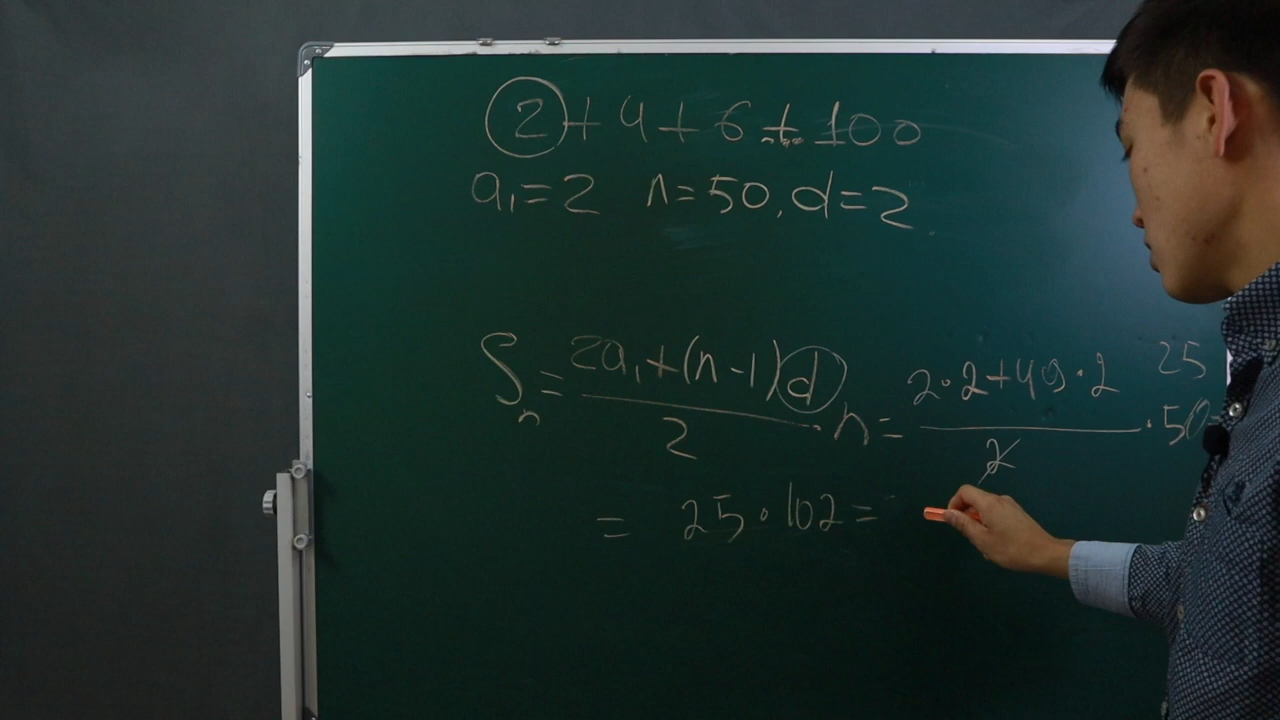 2+4+6+...+100
a₁=2 n=50, d=2
Sₙ = (2a₁+(n-1)d)/2 · n = (2·2+49·2)/2 · 50 25
= 25·102=